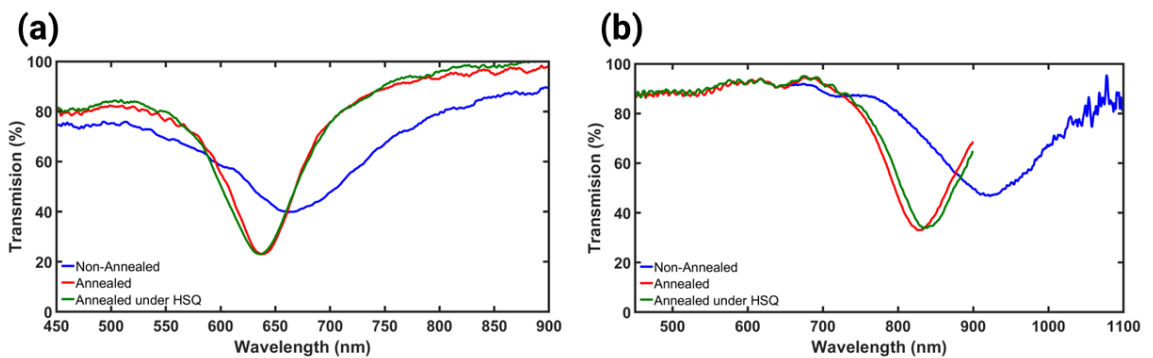 (a)
100
80
60
40
20
0
Transmision (%)
Non-Annealed
Annealed
Annealed under HSQ
450 500 550 600 650 700 750 800 850 900
Wavelength (nm)
(b)
100
80
60
40
20
0
Transmision (%)
Non-Annealed
Annealed
Annealed under HSQ
500 600 700 800 900 1000 1100
Wavelength (nm)